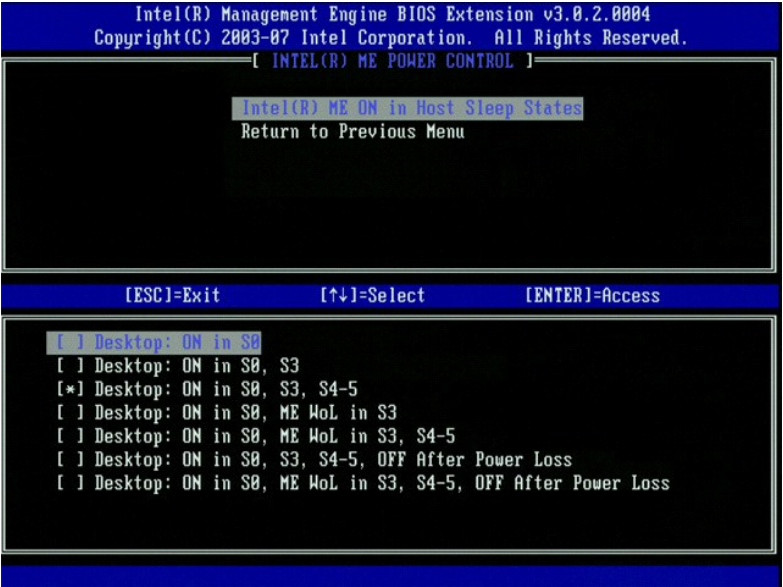 Intel(R) Management Engine BIOS Extension v3.0.2.0004
Copyright(C) 2003-07 Intel Corporation. All Rights Reserved.
[ INTEL(R) ME POWER CONTROL ]
Intel(R) ME ON in Host Sleep States
Return to Previous Menu
[ESC]=Exit [↑↓]=Select [ENTER]=Access
[ ] Desktop: ON in S0
[ ] Desktop: ON in S0, S3
[*] Desktop: ON in S0, S3, S4-5
[ ] Desktop: ON in S0, ME WoL in S3
[ ] Desktop: ON in S0, ME WoL in S3, S4-5
[ ] Desktop: ON in S0, S3, S4-5, OFF After Power Loss
[ ] Desktop: ON in S0, ME WoL in S3, S4-5, OFF After Power Loss